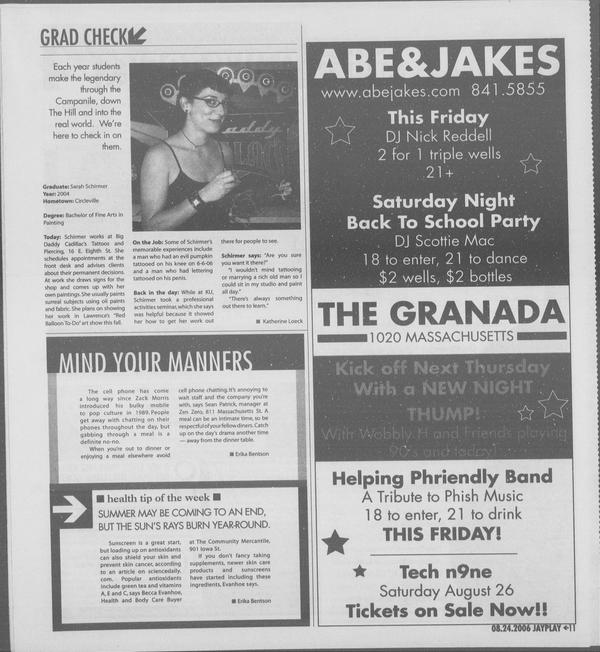 GRAD CHECK
Each year students
make the legendary
through the
Campanile, down
The Hill and into the
real world. We're
here to check in on
them.
Graduate: Sarah Schirmer
Year: 2004
Hometown: Circleville
Degree: Bachelor of Fine Arts in
Painting
Today: Schirmer works at Big
Daddy Cadillac's Tattoos and
Piercing, 16 E. Eighth St. She
schedules appointments at the
front desk and advises clients
about their permanent decisions.
At work she draws signs for the
shop and comes up with her
own paintings. She usually paints
surreal subjects using oil paints
and fabric. She plans on showing
her work in Lawrence's "Red
Balloon To-Do" art show this fall.
On the Job: Some of Schirmer's
memorable experiences include
a man who had an evil pumpkin
tattooed on his knee on 6-6-06
and a man who had lettering
tattooed on his penis.
Back in the day: While at KU,
Schirmer took a professional
activities seminar, which she says
was helpful because it showed
her how to get her work out
there for people to see.
Schirmer says: "Are you sure
you want it there?"
"I wouldn't mind tattooing
or marrying a rich old man so I
could sit in my studio and paint
all day."
"There's always something
out there to learn."
■ Katherine Loeck
MIND YOUR MANNERS
The cell phone has come
a long way since Zack Morris
introduced his bulky mobile
to pop culture in 1989. People
get away with chatting on their
phones throughout the day, but
gabbing through a meal is a
definite no-no.
When you're out to dinner or
enjoying a meal elsewhere avoid
cell phone chatting. It's annoying to
wait staff and the company you're
with, says Sean Patrick, manager at
Zen Zero, 811 Massachusetts St. A
meal can be an intimate time, so be
respectful of your fellow diners. Catch
up on the day's drama another time
— away from the dinner table.
■ Erika Bentson
■ health tip of the week ■
SUMMER MAY BE COMING TO AN END,
BUT THE SUN'S RAYS BURN YEAR-ROUND.
Sunscreen is a great start,
but loading up on antioxidants
can also shield your skin and
prevent skin cancer, according
to an article on sciencedaily.
com. Popular antioxidants
include green tea and vitamins
A, E and C, says Becca Evanhoe,
Health and Body Care Buyer
at The Community Mercantile,
901 Iowa St.
If you don't fancy taking
supplements, newer skin care
products and sunscreens
have started including these
ingredients, Evanhoe says.
■ Erika Bentson
ABE&JAKES
www.abejakes.com 841.5855
This Friday
DJ Nick Reddell
2 for 1 triple wells
21+
Saturday Night
Back To School Party
DJ Scottie Mac
18 to enter, 21 to dance
$2 wells, $2 bottles
THE GRANADA
1020 MASSACHUSETTS
Kick off Next Thursday
With a NEW NIGHT
THUMP!
With Wobbly H and Friends playing
90's and today!
Helping Phriendly Band
A Tribute to Phish Music
18 to enter, 21 to drink
THIS FRIDAY!
Tech n9ne
Saturday August 26
Tickets on Sale Now!!
08.24.2006 JAYPLAY 11